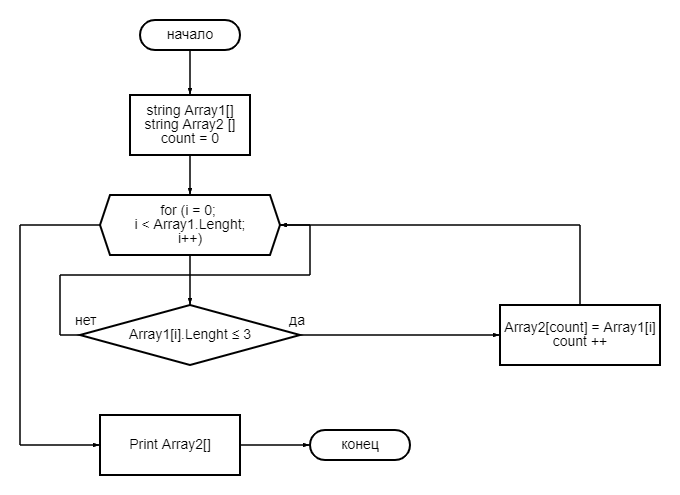 начало
string Array1[]
string Array2 []
count = 0
for (i = 0;
i < Array1.Lenght;
i++)
нет
да
Array1[i].Lenght ≤ 3
Array2[count] = Array1[i]
count ++
Print Array2[]
конец